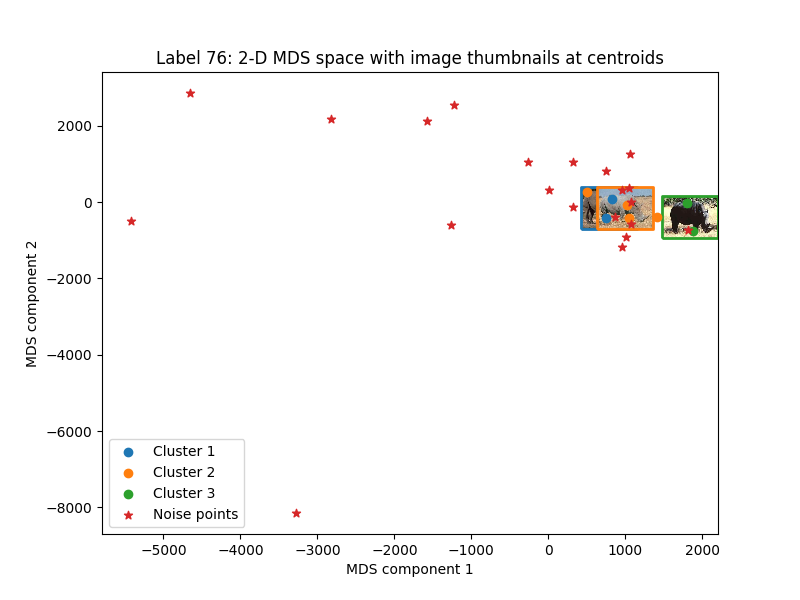 Label 76: 2-D MDS space with image thumbnails at centroids
2000
0
−2000
−4000
−6000
−8000
MDS component 2
Cluster 1
Cluster 2
Cluster 3
Noise points
−5000 −4000 −3000 −2000 −1000 0 1000 2000
MDS component 1